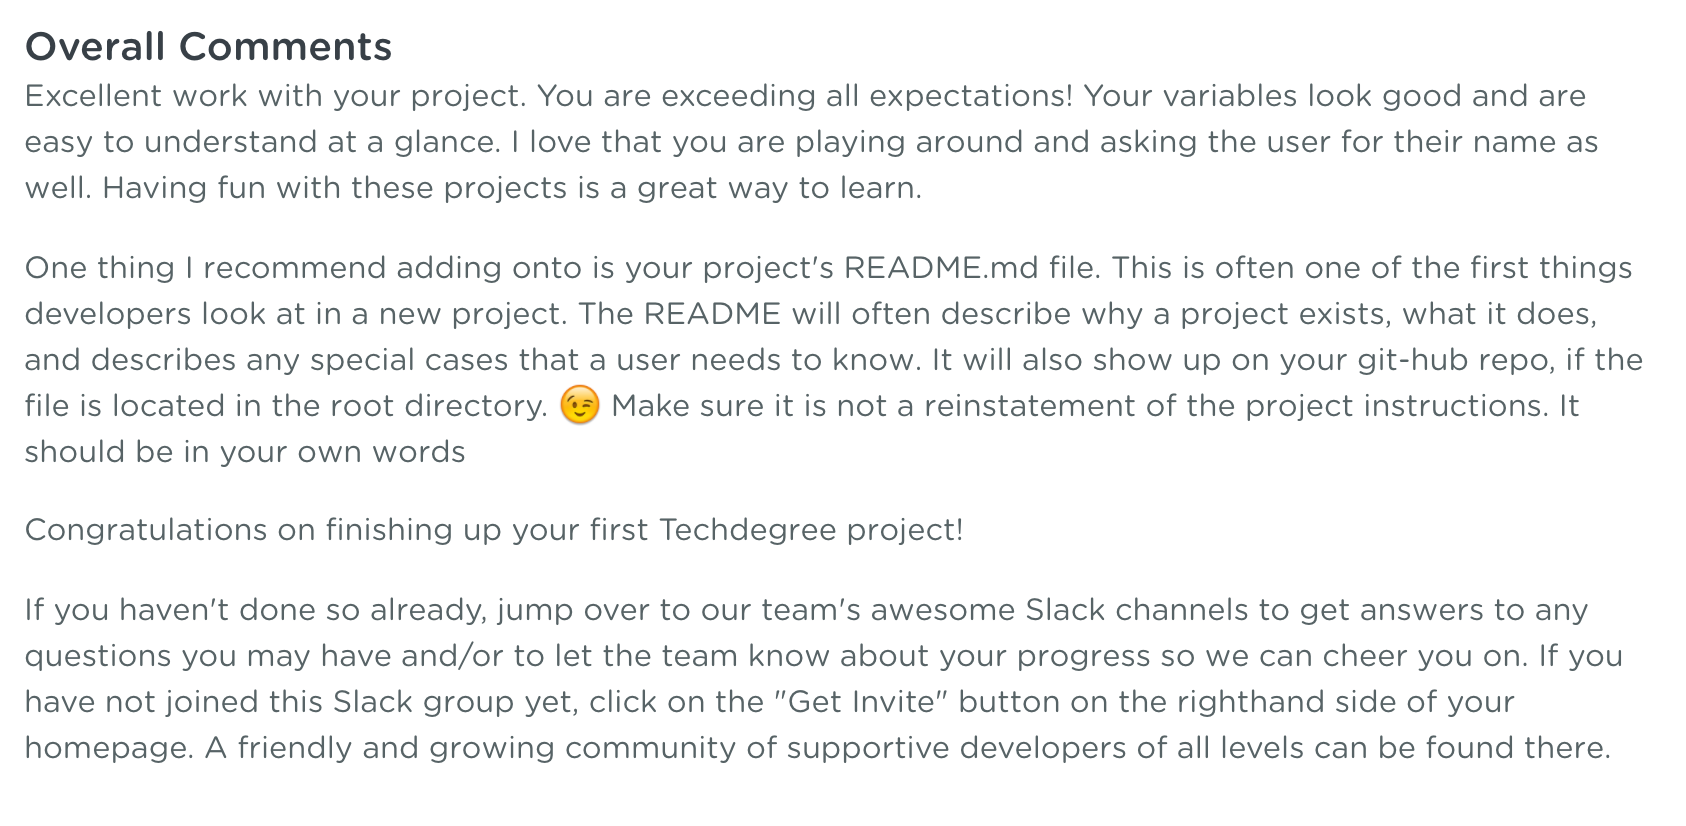 Overall Comments
Excellent work with your project. You are exceeding all expectations! Your variables look good and are
easy to understand at a glance. I love that you are playing around and asking the user for their name as
well. Having fun with these projects is a great way to learn.
One thing I recommend adding onto is your project's README.md file. This is often one of the first things
developers look at in a new project. The README will often describe why a project exists, what it does,
and describes any special cases that a user needs to know. It will also show up on your git-hub repo, if the
file is located in the root directory. 😉 Make sure it is not a reinstatement of the project instructions. It
should be in your own words
Congratulations on finishing up your first Techdegree project!
If you haven't done so already, jump over to our team's awesome Slack channels to get answers to any
questions you may have and/or to let the team know about your progress so we can cheer you on. If you
have not joined this Slack group yet, click on the "Get Invite" button on the righthand side of your
homepage. A friendly and growing community of supportive developers of all levels can be found there.